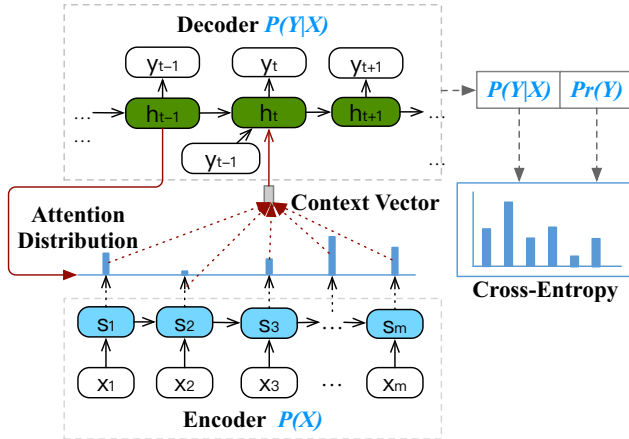 Decoder P(Y|X)
yt-1 yt yt+1
... ht-1 ht ht+1 ...
... yt-1 ...
P(Y|X) Pr(Y)
Attention
Distribution
Context Vector
Cross-Entropy
s1 s2 s3 ... sm
x1 x2 x3 ... xm
Encoder P(X)